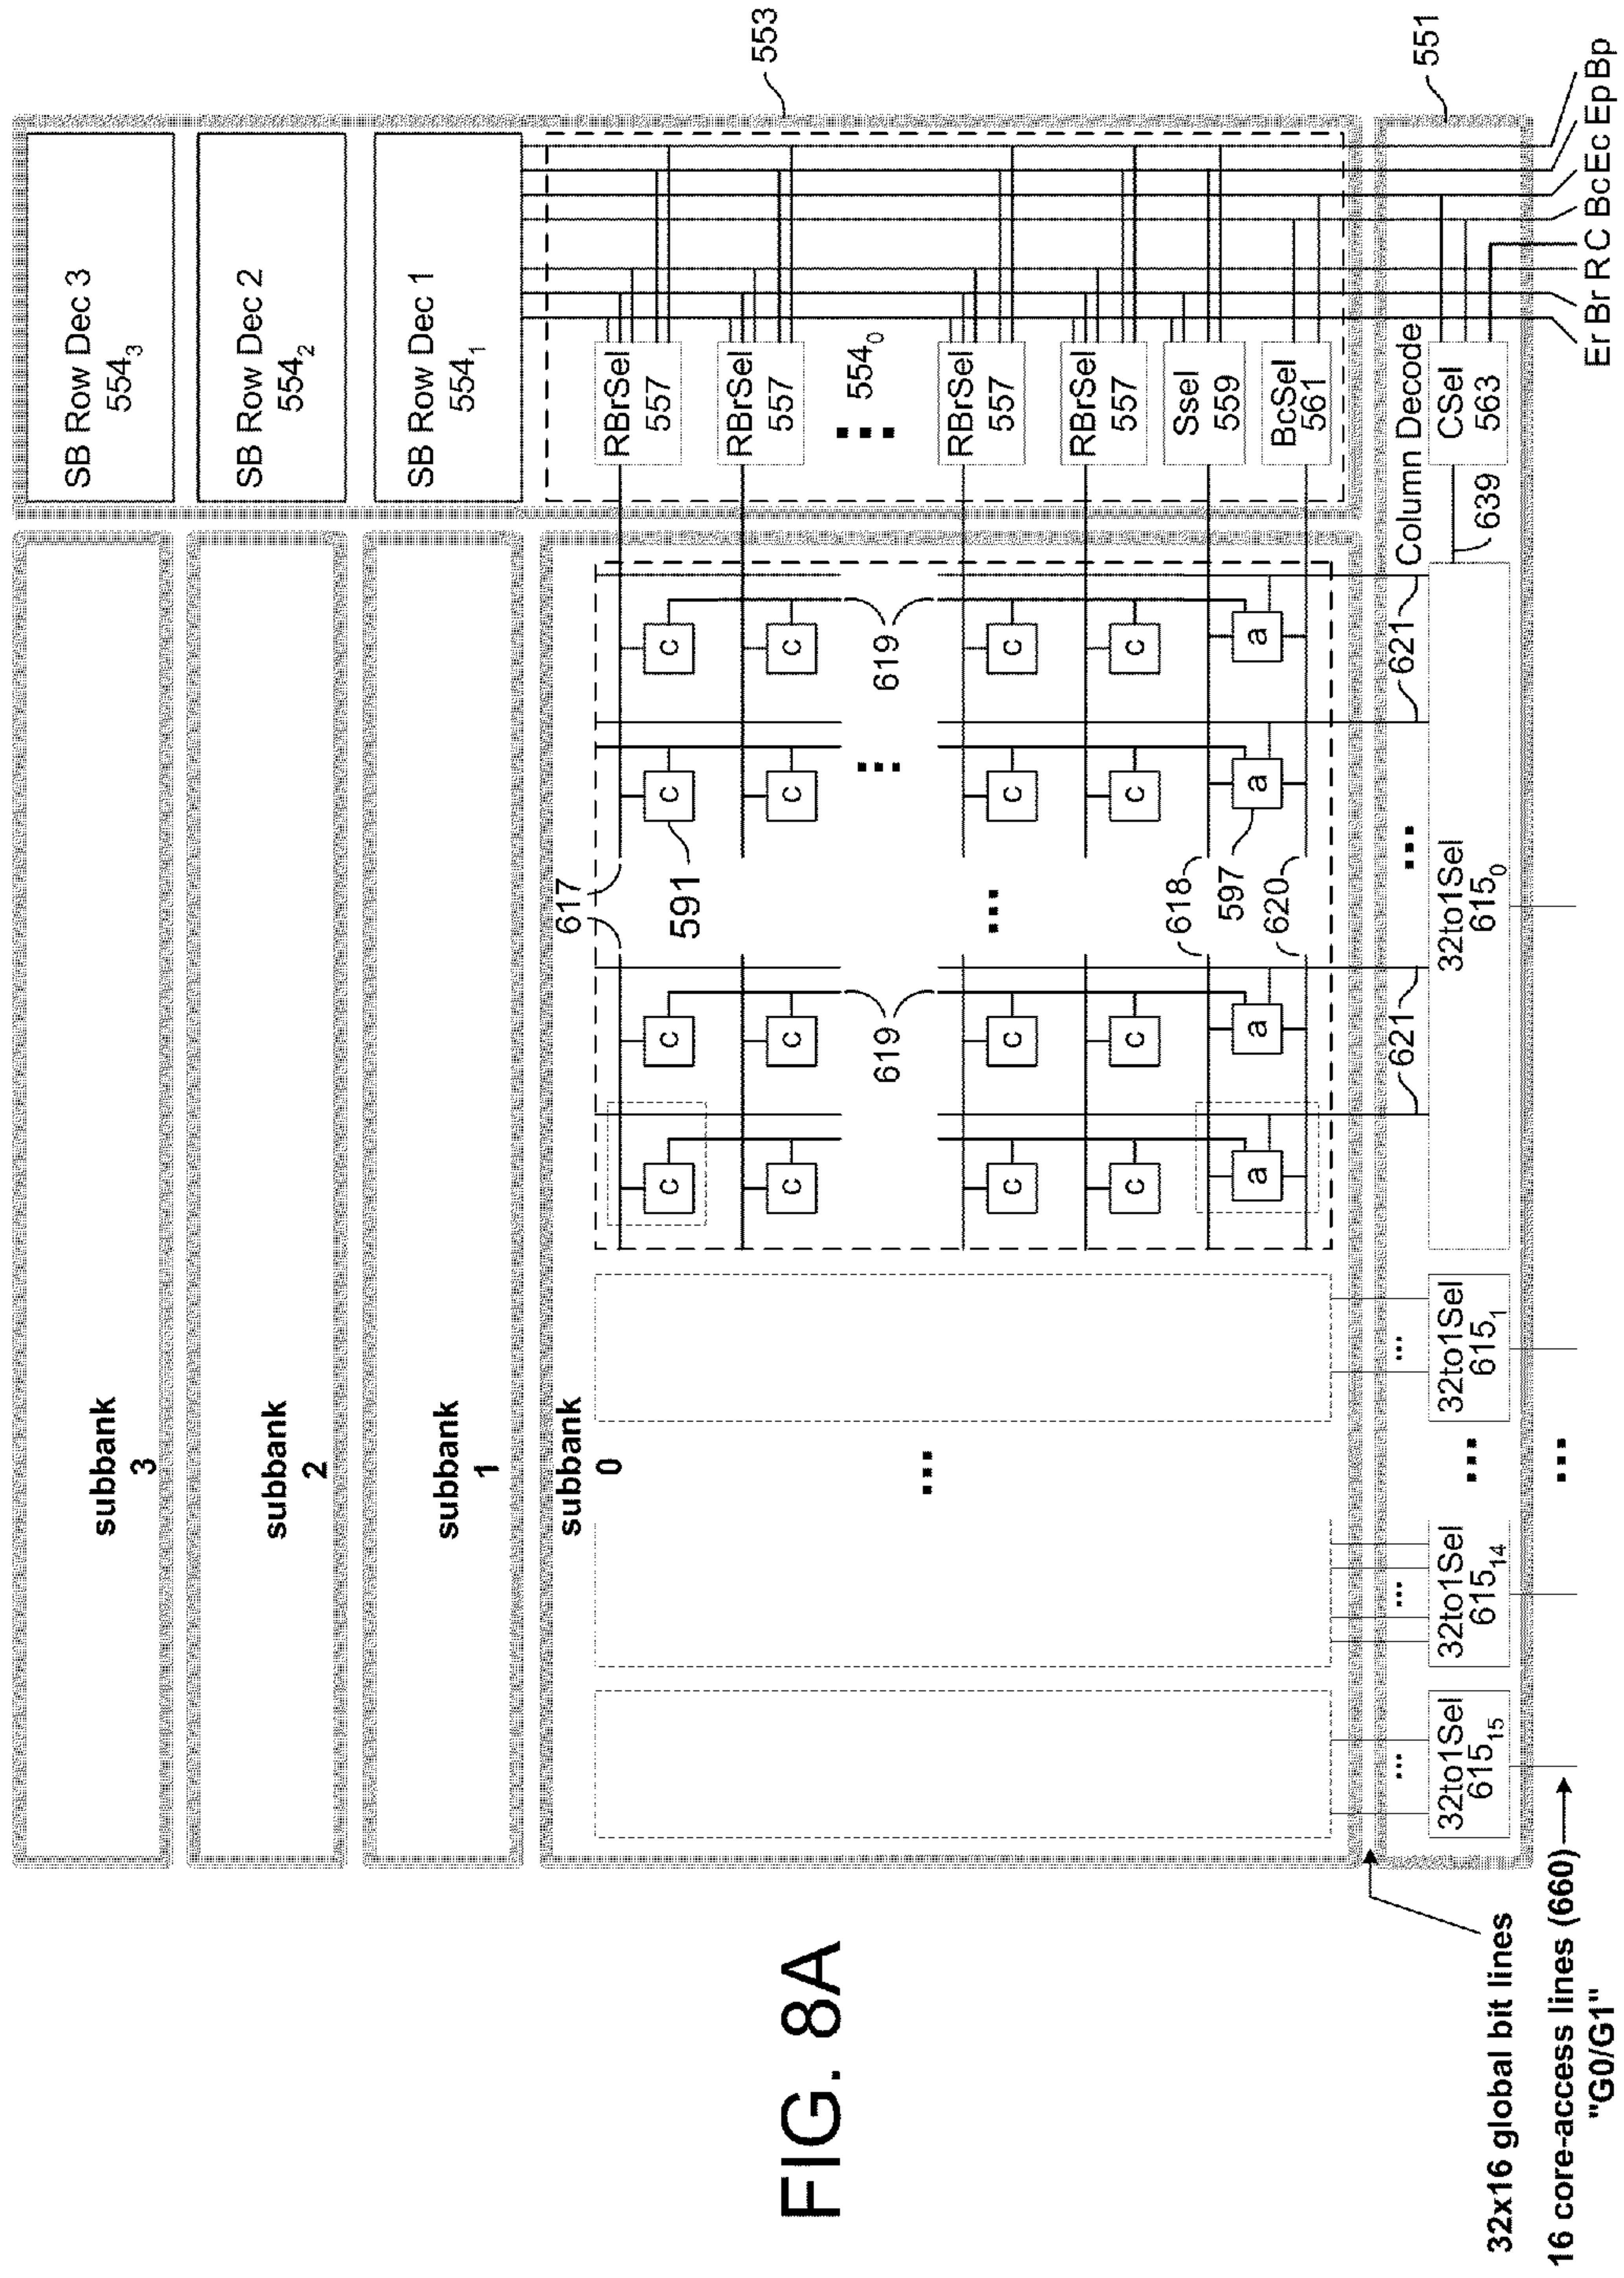 FIG. 8A
subbank
3
subbank
2
subbank
1
subbank
0
SB Row Dec 3
554₃
SB Row Dec 2
554₂
SB Row Dec 1
554₁
553
RBrSel
557
RBrSel
557
⋮ 554₀
RBrSel
557
RBrSel
557
Ssel
559
BcSel
561
617
591
c c c c
c c c c
619 619
... ⋮
c c c c
c c c c
618
597
a a a a
620
621 621
551
Column Decode
CSel
563
639
... ... ... ...
32to1Sel
615₁₅
32to1Sel
615₁₄
...
32to1Sel
615₁
32to1Sel
615₀
Er Br R C Bc Ec Ep Bp
32x16 global bit lines
16 core-access lines (660)
"G0/G1"
...